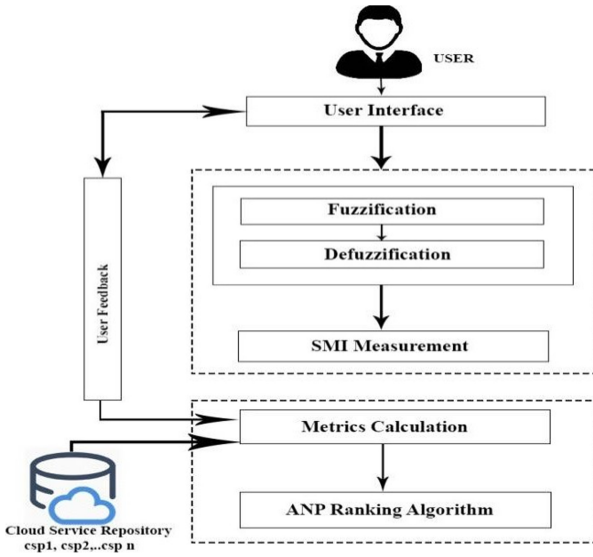 USER
User Interface
Fuzzification
Defuzzification
User Feedback
SMI Measurement
Metrics Calculation
ANP Ranking Algorithm
Cloud Service Repository
csp1, csp2,..csp n